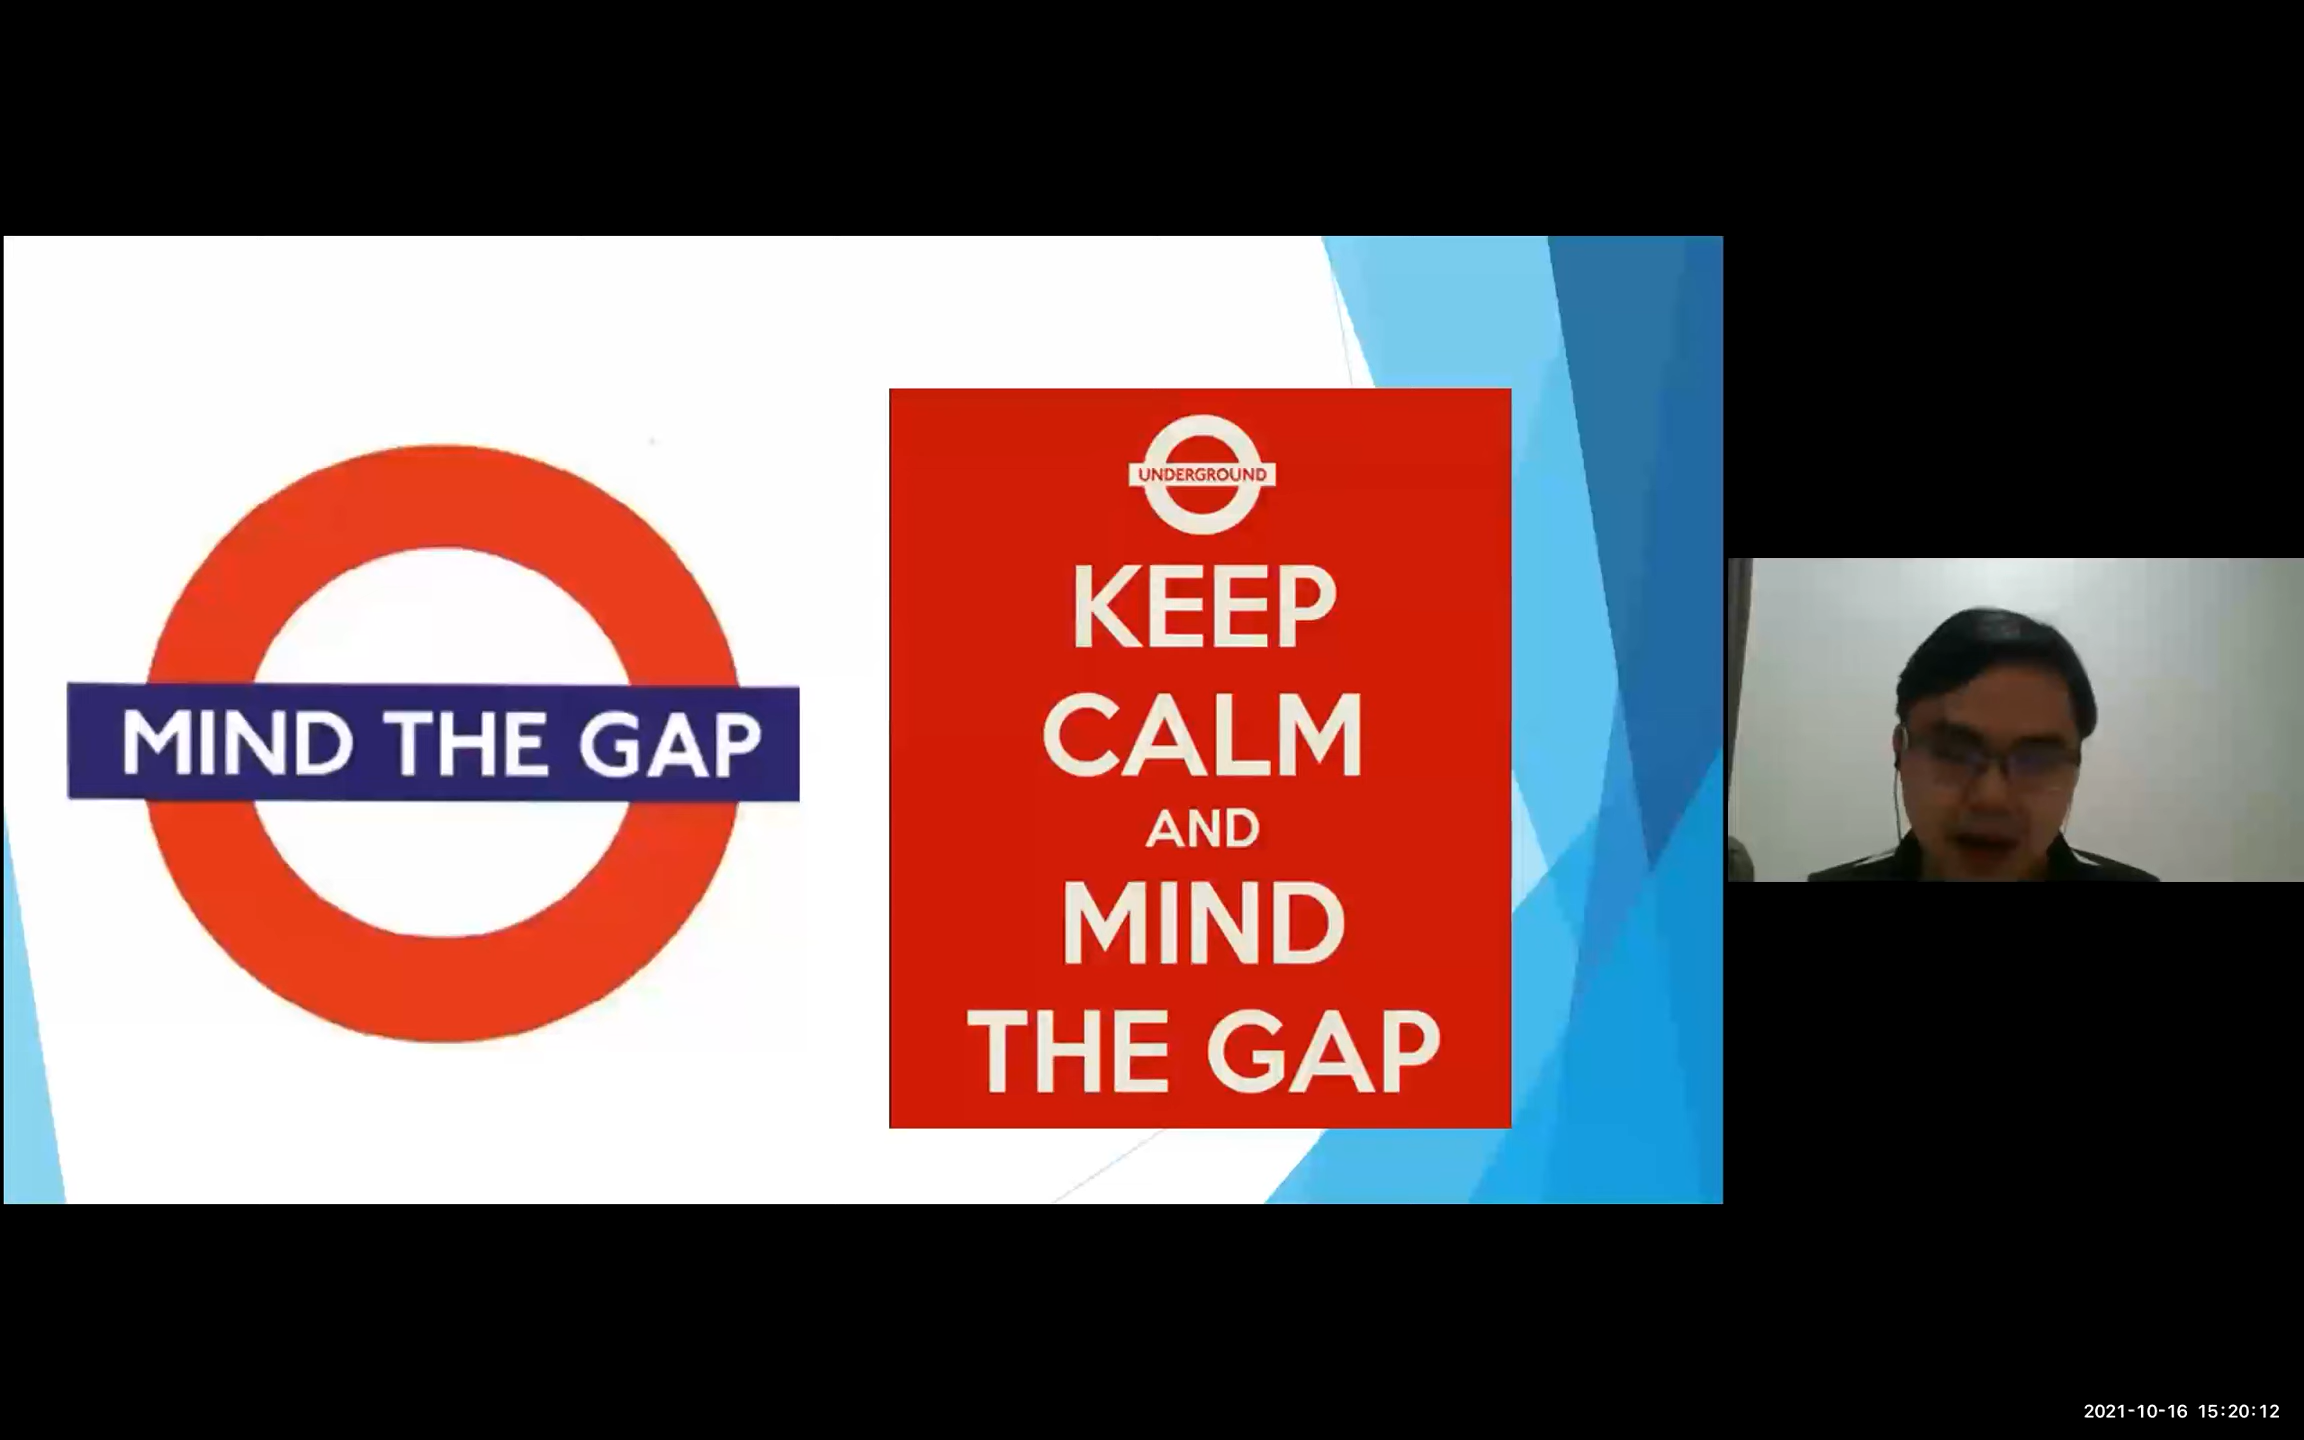 MIND THE GAP
UNDERGROUND
KEEP
CALM
AND
MIND
THE GAP
2021-10-16 15:20:12